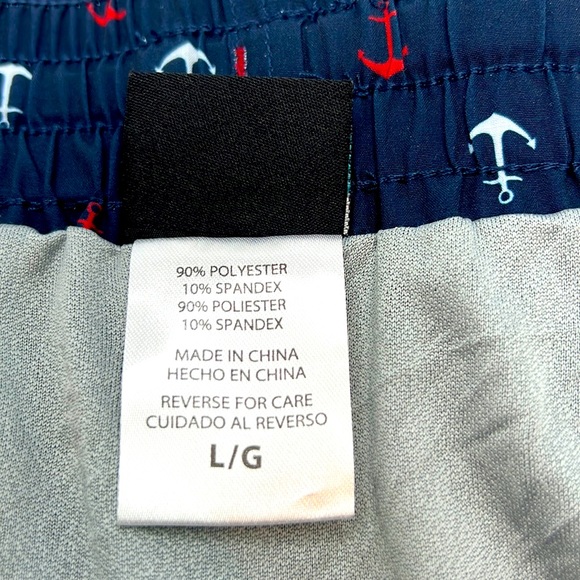 90% POLYESTER
10% SPANDEX
90% POLIESTER
10% SPANDEX
MADE IN CHINA
HECHO EN CHINA
REVERSE FOR CARE
CUIDADO AL REVERSO
L/G